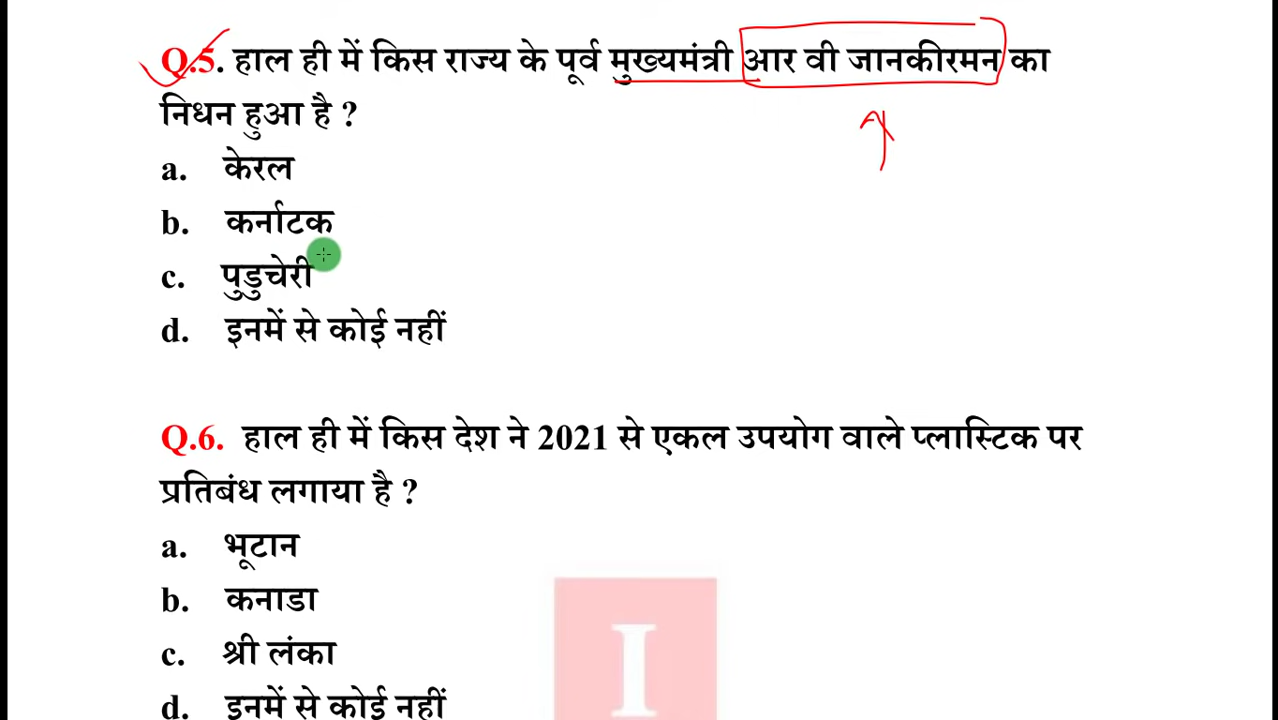 Q.5. हाल ही में किस राज्य के पूर्व मुख्यमंत्री आर वी जानकीरमन का
निधन हुआ है ?
a. केरल
b. कर्नाटक
c. पुडुचेरी
d. इनमें से कोई नहीं
Q.6. हाल ही में किस देश ने 2021 से एकल उपयोग वाले प्लास्टिक पर
प्रतिबंध लगाया है ?
a. भूटान
b. कनाडा
c. श्री लंका
d. इनमें से कोई नहीं
I